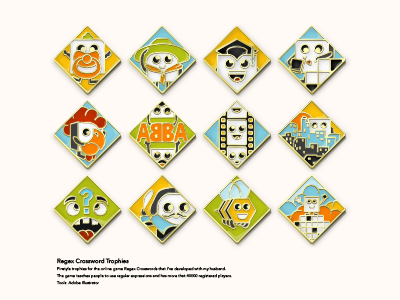 ABBA
?
Regex Crossword Trophies
Pinstyle trophies for the online game Regex Crosswords that I've developed with my husband.
The game teaches people to use regular expressions and has more that 40000 registered players.
Tools: Adobe Illustrator